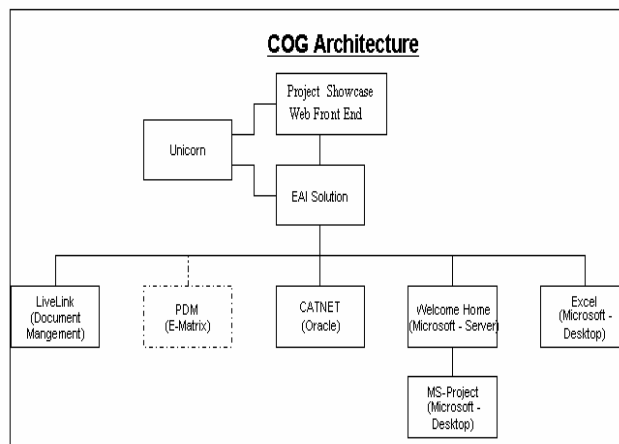 COG Architecture
Project Showcase
Web Front End
Unicorn
EAI Solution
LiveLink
(Document
Mangement)
PDM
(E-Matrix)
CATNET
(Oracle)
Welcome Home
(Microsoft - Server)
Excel
(Microsoft -
Desktop)
MS-Project
(Microsoft -
Desktop)